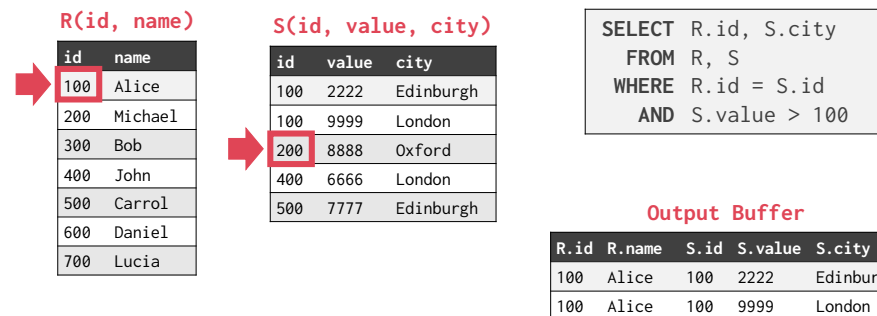 R(id, name)
id name
100 Alice
200 Michael
300 Bob
400 John
500 Carrol
600 Daniel
700 Lucia
S(id, value, city)
id value city
100 2222 Edinburgh
100 9999 London
200 8888 Oxford
400 6666 London
500 7777 Edinburgh
SELECT R.id, S.city
FROM R, S
WHERE R.id = S.id
AND S.value > 100
Output Buffer
R.id R.name S.id S.value S.city
100 Alice 100 2222 Edinbur
100 Alice 100 9999 London